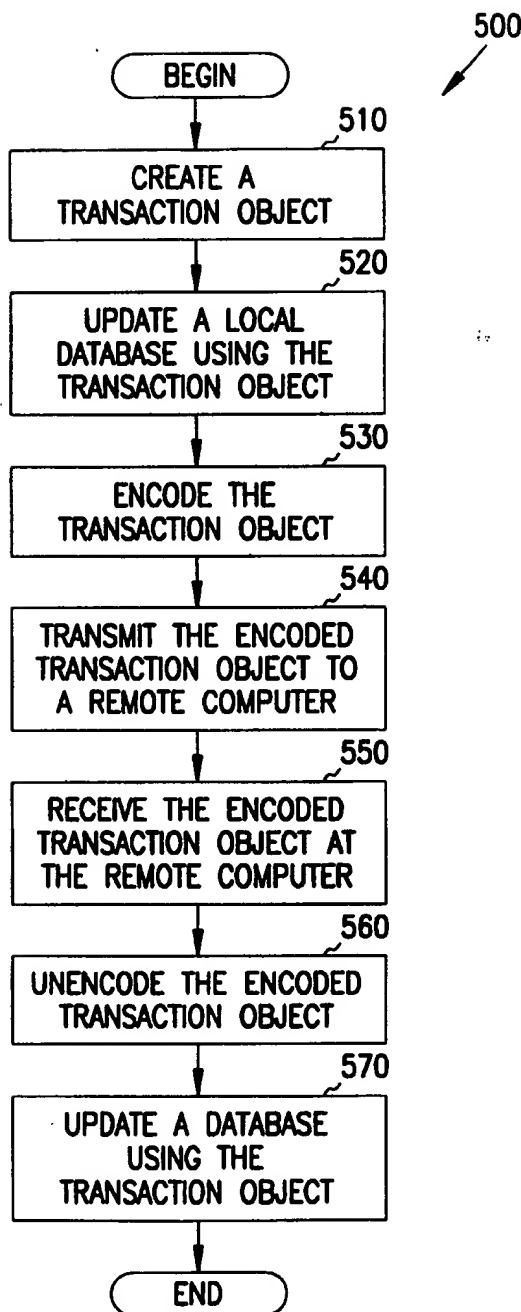 500
BEGIN
510
CREATE A
TRANSACTION OBJECT
520
UPDATE A LOCAL
DATABASE USING THE
TRANSACTION OBJECT
530
ENCODE THE
TRANSACTION OBJECT
540
TRANSMIT THE ENCODED
TRANSACTION OBJECT TO
A REMOTE COMPUTER
550
RECEIVE THE ENCODED
TRANSACTION OBJECT AT
THE REMOTE COMPUTER
560
UNENCODE THE ENCODED
TRANSACTION OBJECT
570
UPDATE A DATABASE
USING THE
TRANSACTION OBJECT
END